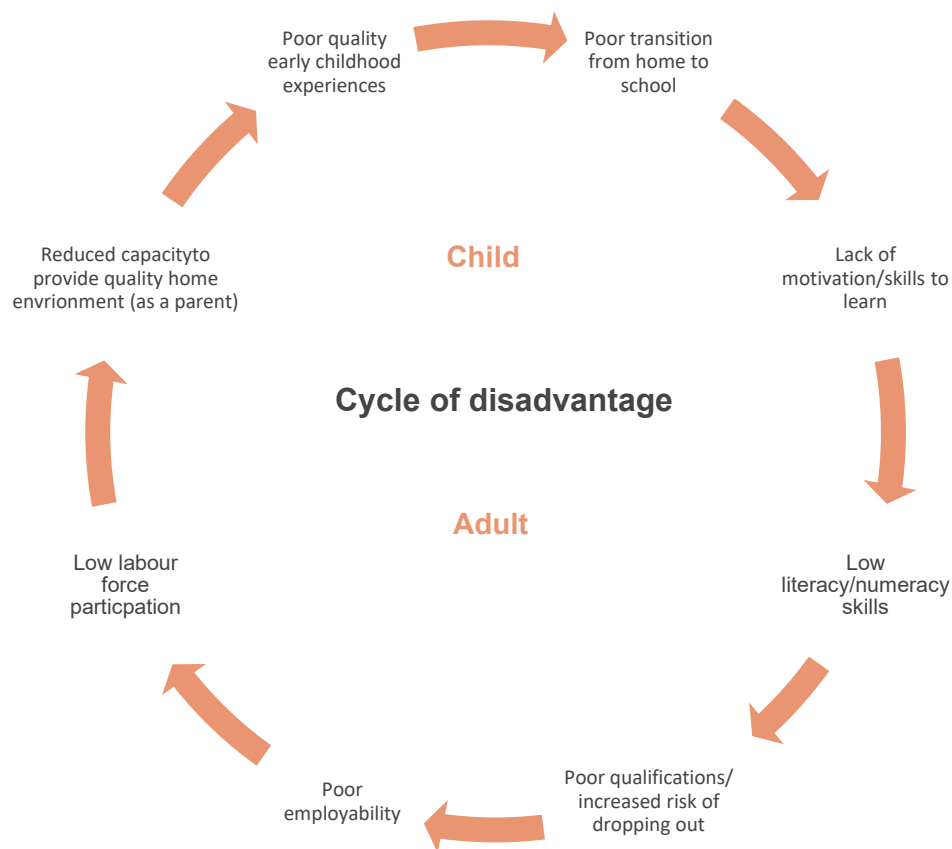 Poor quality
early childhood
experiences
Poor transition
from home to
school
Lack of
motivation/skills to
learn
Low
literacy/numeracy
skills
Poor qualifications/
increased risk of
dropping out
Poor
employability
Low labour
force
particpation
Reduced capacityto
provide quality home
envrionment (as a parent)
Child
Cycle of disadvantage
Adult